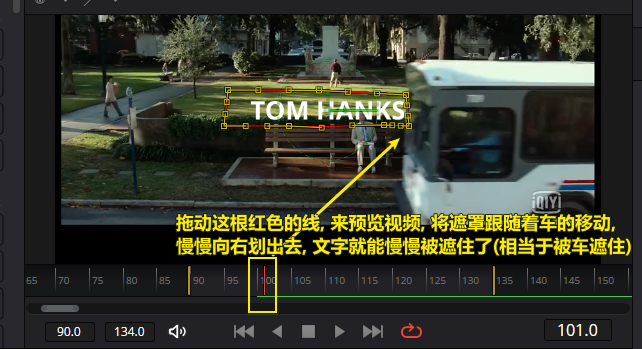 TOM HANKS
QIYI
拖动这根红色的线, 来预览视频, 将遮罩跟随着车的移动,
慢慢向右划出去, 文字就能慢慢被遮住了(相当于被车遮住)
65 70 75 80 85 90 95 100 105 110 115 120 125 130 135 140 145 150
90.0 134.0 101.0